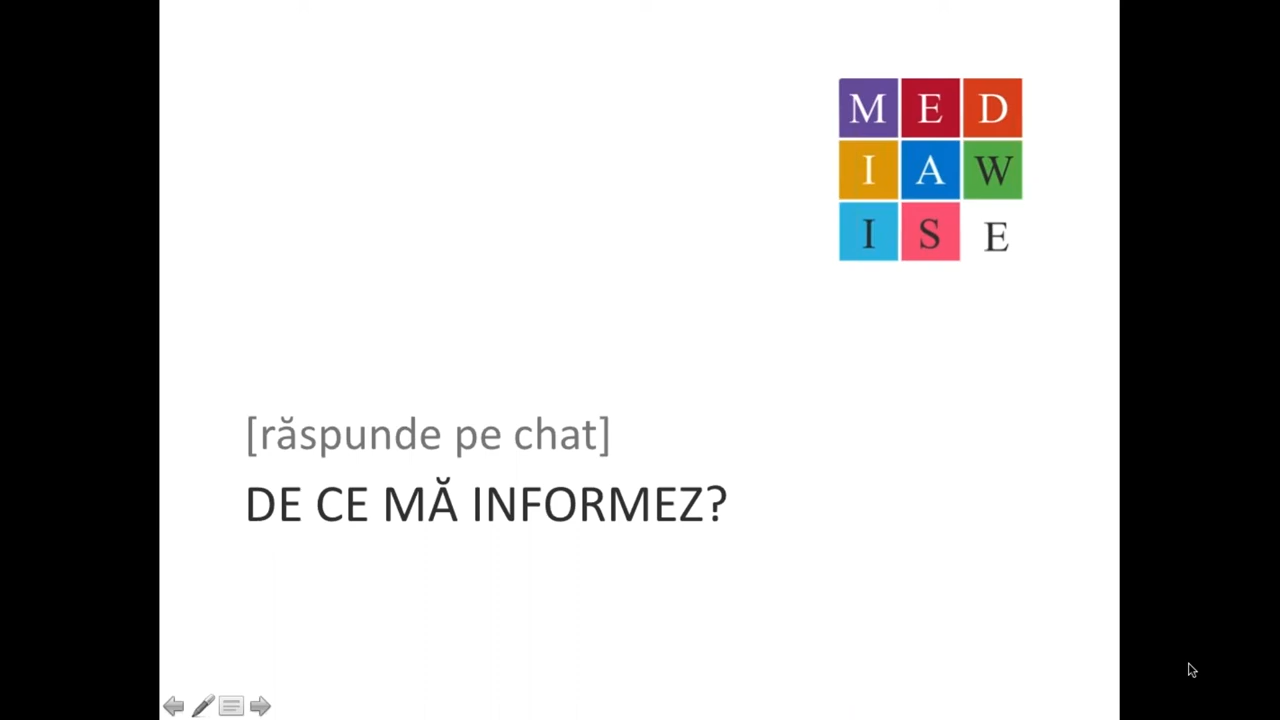 M E D
I A W
I S E
[răspunde pe chat]
DE CE MĂ INFORMEZ?